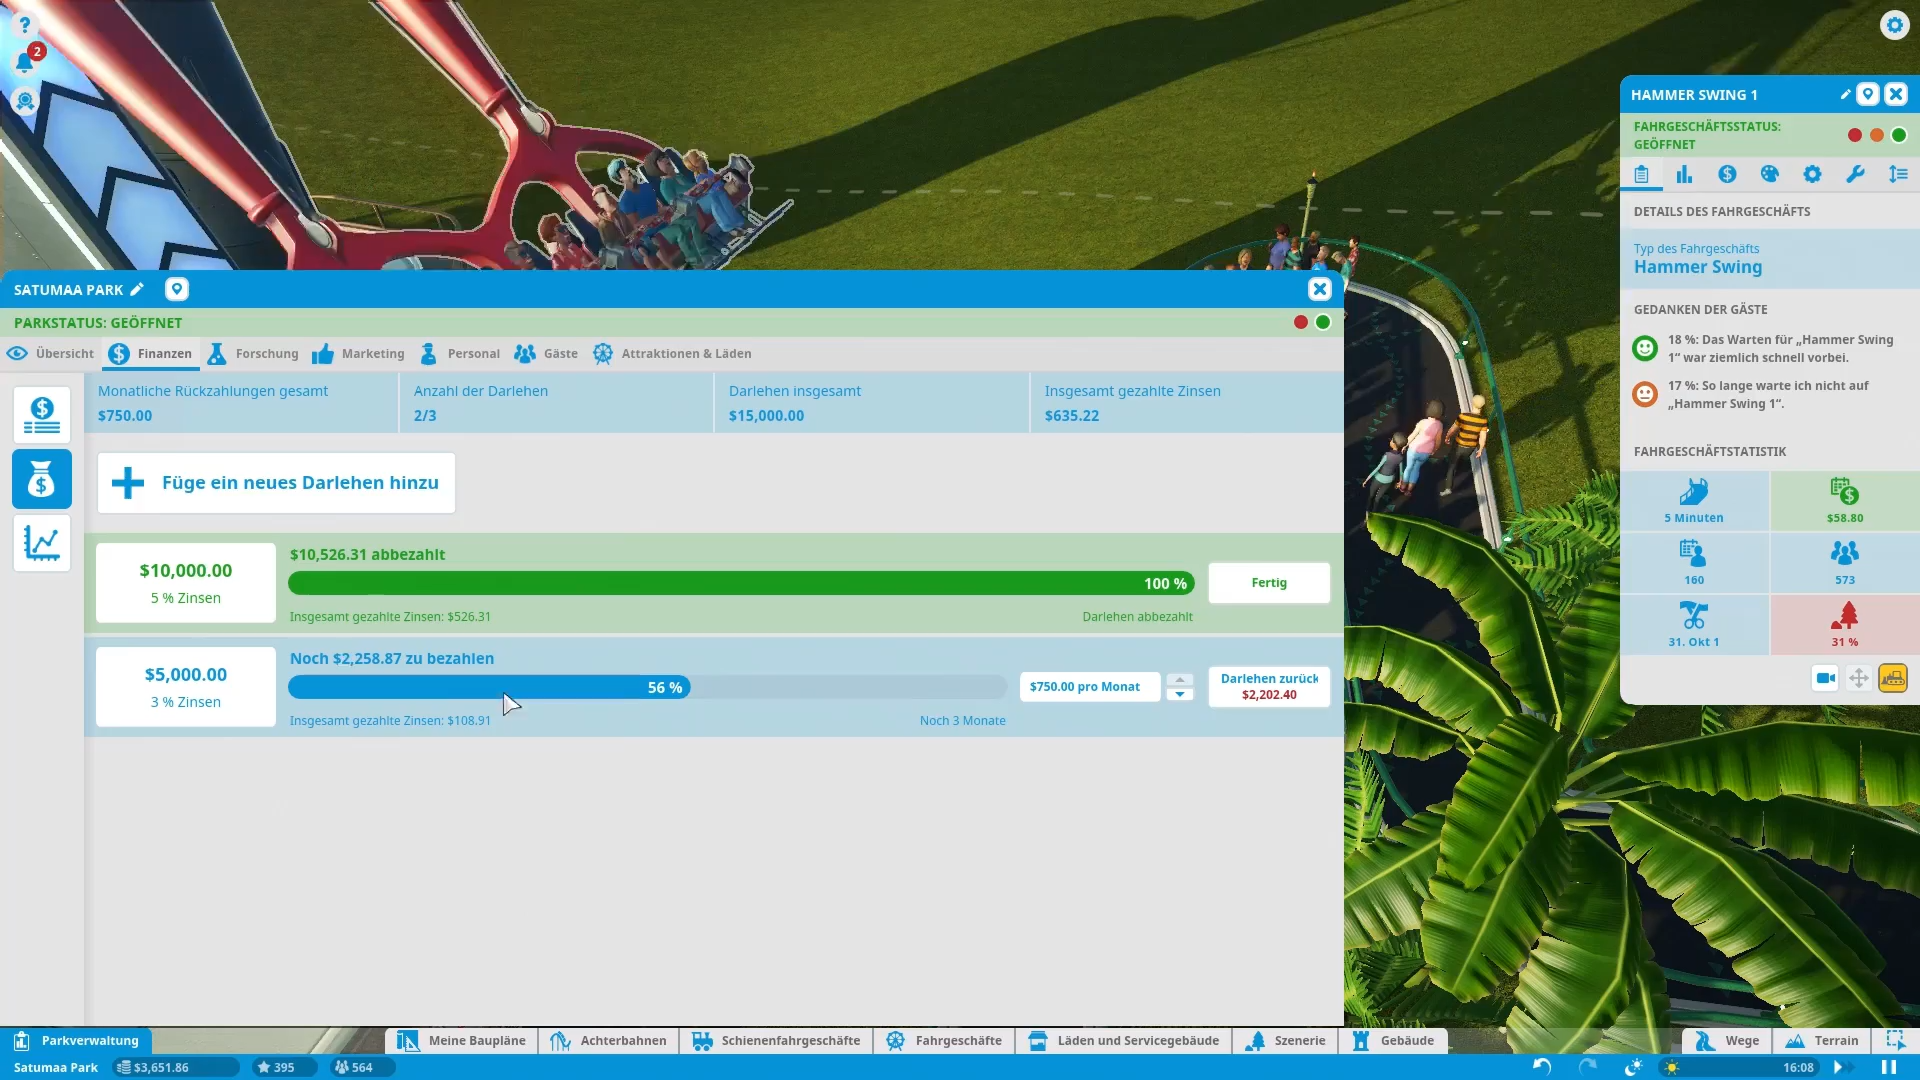 ?
2
SATUMAA PARK
PARKSTATUS: GEÖFFNET
Übersicht
Finanzen
Forschung
Marketing
Personal
Gäste
Attraktionen & Läden
Monatliche Rückzahlungen gesamt
$750.00
Anzahl der Darlehen
2/3
Darlehen insgesamt
$15,000.00
Insgesamt gezahlte Zinsen
$635.22
Füge ein neues Darlehen hinzu
$10,000.00
5 % Zinsen
$10,526.31 abbezahlt
100 %
Insgesamt gezahlte Zinsen: $526.31
Darlehen abbezahlt
Fertig
$5,000.00
3 % Zinsen
Noch $2,258.87 zu bezahlen
56 %
Insgesamt gezahlte Zinsen: $108.91
Noch 3 Monate
$750.00 pro Monat
Darlehen zurück
$2,202.40
HAMMER SWING 1
FAHRGESCHÄFTSSTATUS:
GEÖFFNET
DETAILS DES FAHRGESCHÄFTS
Typ des Fahrgeschäfts
Hammer Swing
GEDANKEN DER GÄSTE
18 %: Das Warten für „Hammer Swing
1“ war ziemlich schnell vorbei.
17 %: So lange warte ich nicht auf
„Hammer Swing 1“.
FAHRGESCHÄFTSTATISTIK
5 Minuten
$58.80
160
573
31. Okt 1
31 %
Parkverwaltung
Meine Baupläne
Achterbahnen
Schienenfahrgeschäfte
Fahrgeschäfte
Läden und Servicegebäude
Szenerie
Gebäude
Wege
Terrain
Satumaa Park
$3,651.86
395
564
16:08